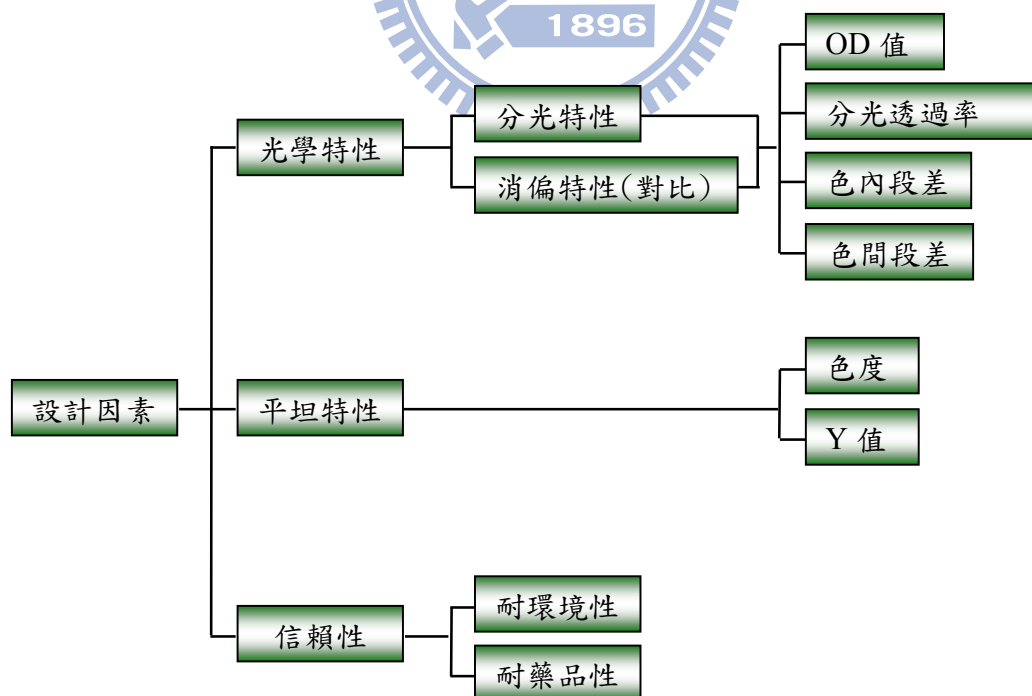 1896
OD 值
分光特性
分光透過率
光學特性
消偏特性(對比)
色內段差
色間段差
色度
設計因素
平坦特性
Y 值
耐環境性
信賴性
耐藥品性